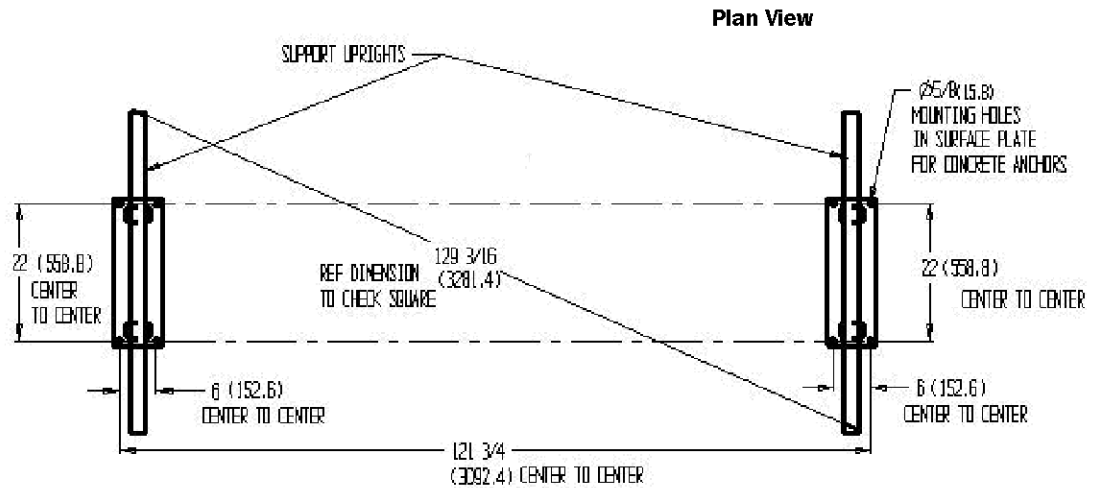 Plan View
SUPPORT UPRIGHTS
Ø5/8(15.8)
MOUNTING HOLES
IN SURFACE PLATE
FOR CONCRETE ANCHORS
22 (558.8)
CENTER
TO CENTER
REF DIMENSION
TO CHECK SQUARE
129 3/16
(3281.4)
22 (558.8)
CENTER TO CENTER
6 (152.6)
CENTER TO CENTER
6 (152.6)
CENTER TO CENTER
121 3/4
(3092.4) CENTER TO CENTER